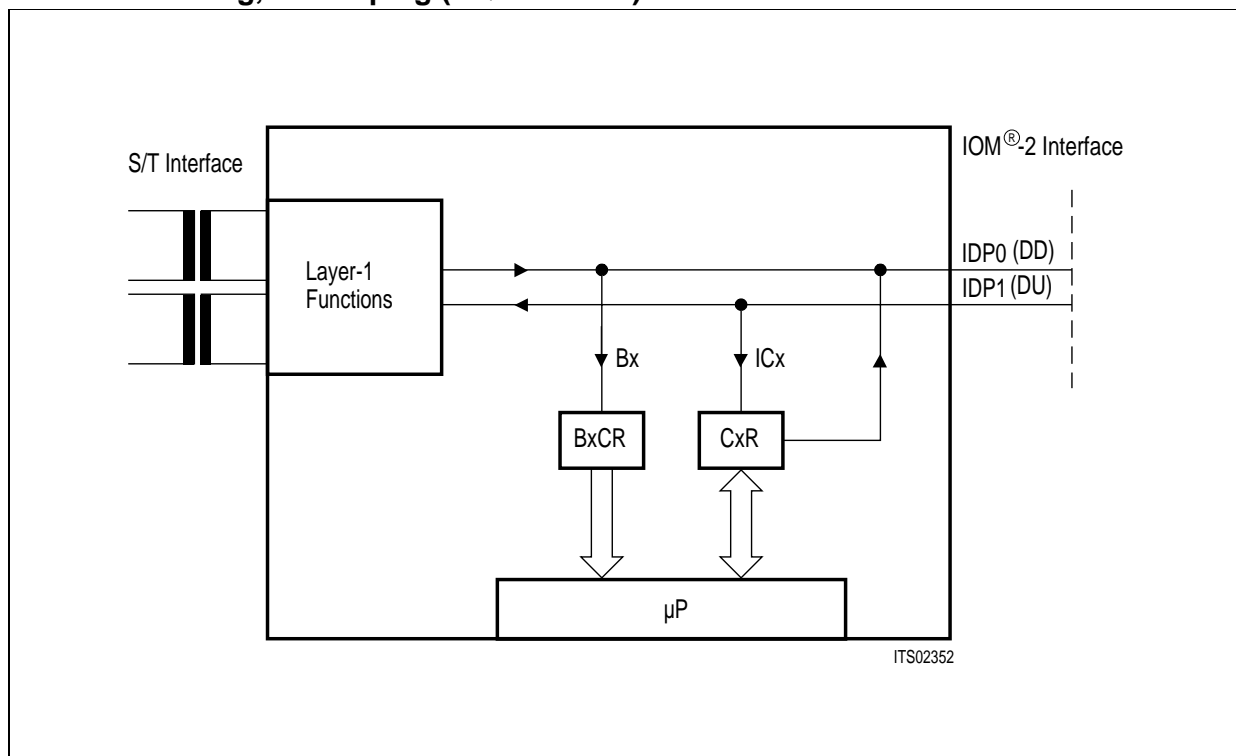 S/T Interface
IOM®-2 Interface
Layer-1
Functions
IDP0 (DD)
IDP1 (DU)
Bx
ICx
BxCR
CxR
µP
ITS02352